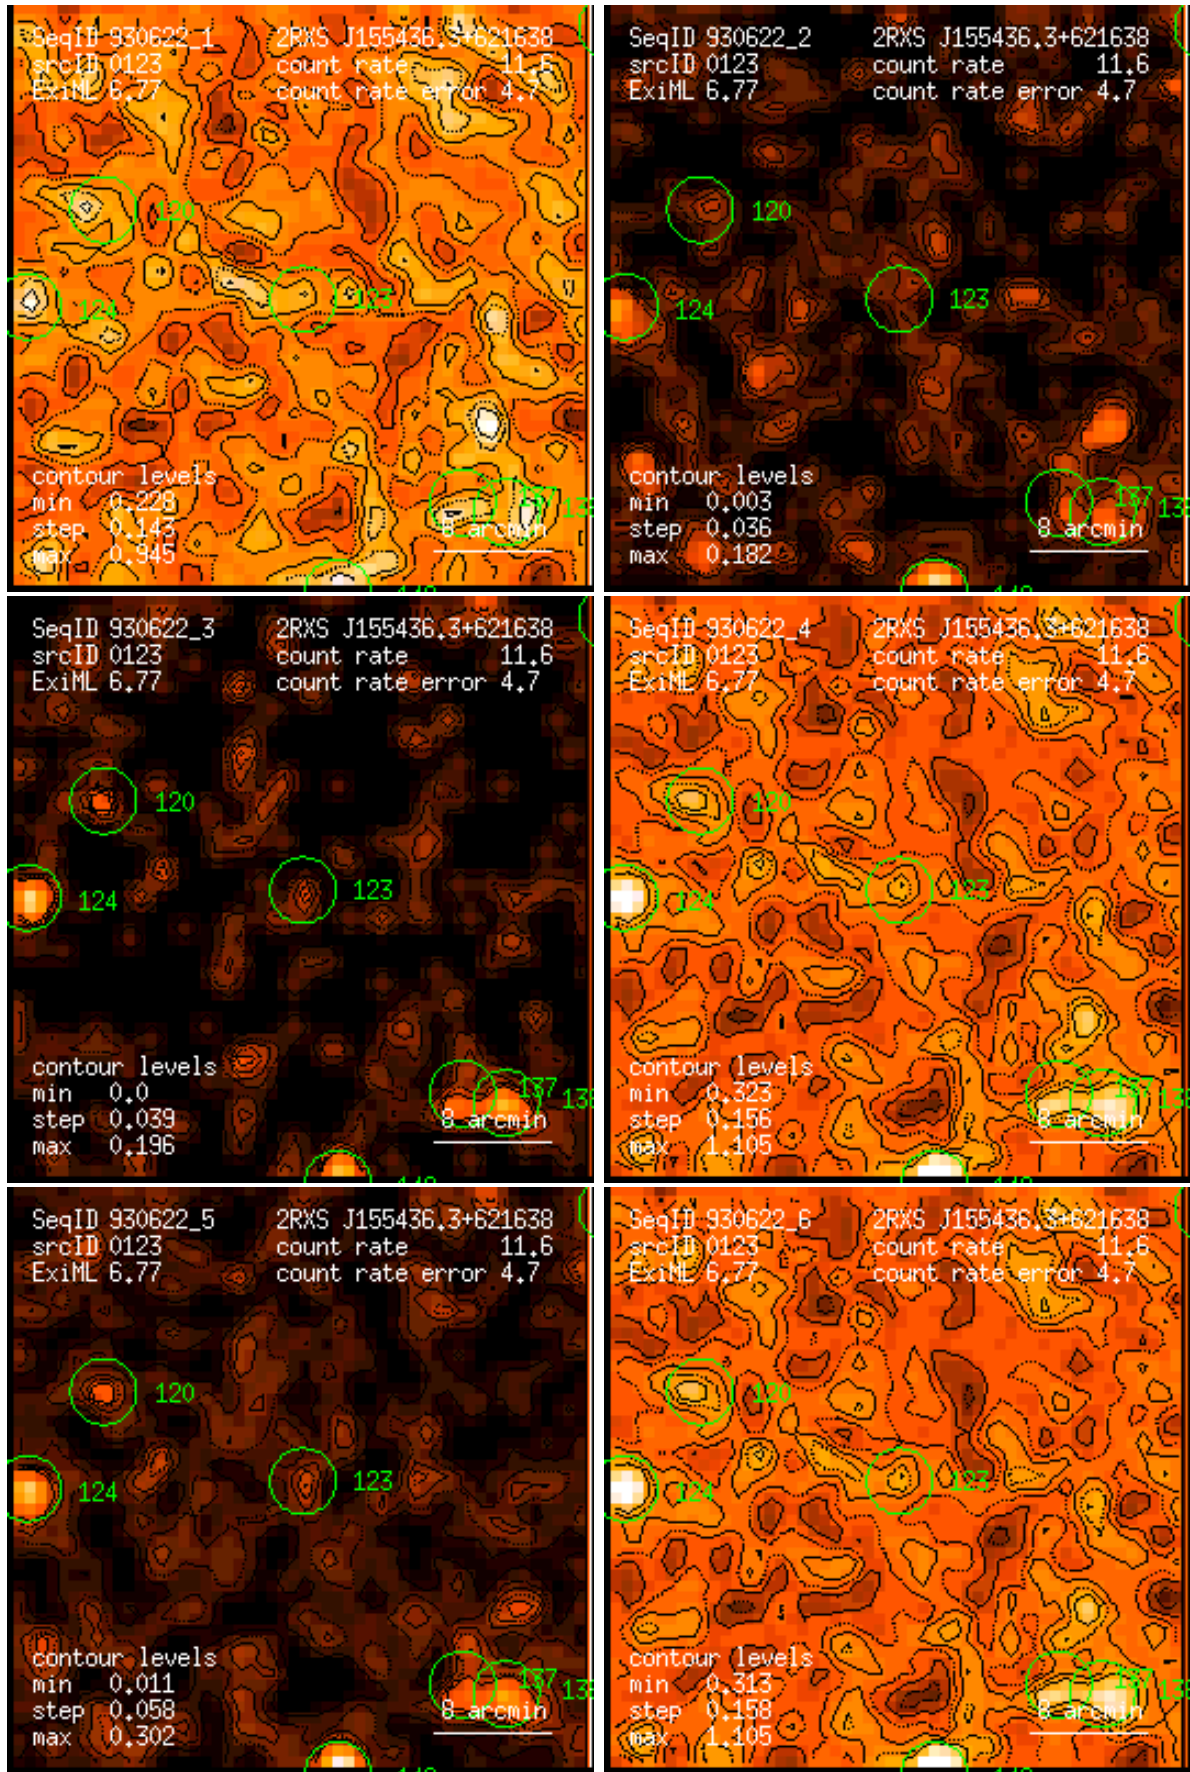 SeqID 930622_1 2RXS J155436.3+621638
srcID 0123 count rate 11.6
ExiML 6.77 count rate error 4.7
120
124
123
contour levels
min 0.228
step 0.143
max 0.945
137
8 arcmin
SeqID 930622_2 2RXS J155436.3+621638
srcID 0123 count rate 11.6
ExiML 6.77 count rate error 4.7
120
124
123
contour levels
min 0.003
step 0.036
max 0.182
137
8 arcmin
SeqID 930622_3 2RXS J155436.3+621638
srcID 0123 count rate 11.6
ExiML 6.77 count rate error 4.7
120
124
123
contour levels
min 0.0
step 0.039
max 0.196
137
8 arcmin
SeqID 930622_4 2RXS J155436.3+621638
srcID 0123 count rate 11.6
ExiML 6.77 count rate error 4.7
120
124
123
contour levels
min 0.323
step 0.156
max 1.105
137
8 arcmin
SeqID 930622_5 2RXS J155436.3+621638
srcID 0123 count rate 11.6
ExiML 6.77 count rate error 4.7
120
124
123
contour levels
min 0.011
step 0.058
max 0.302
137
8 arcmin
SeqID 930622_6 2RXS J155436.3+621638
srcID 0123 count rate 11.6
ExiML 6.77 count rate error 4.7
120
124
123
contour levels
min 0.313
step 0.158
max 1.105
137
8 arcmin